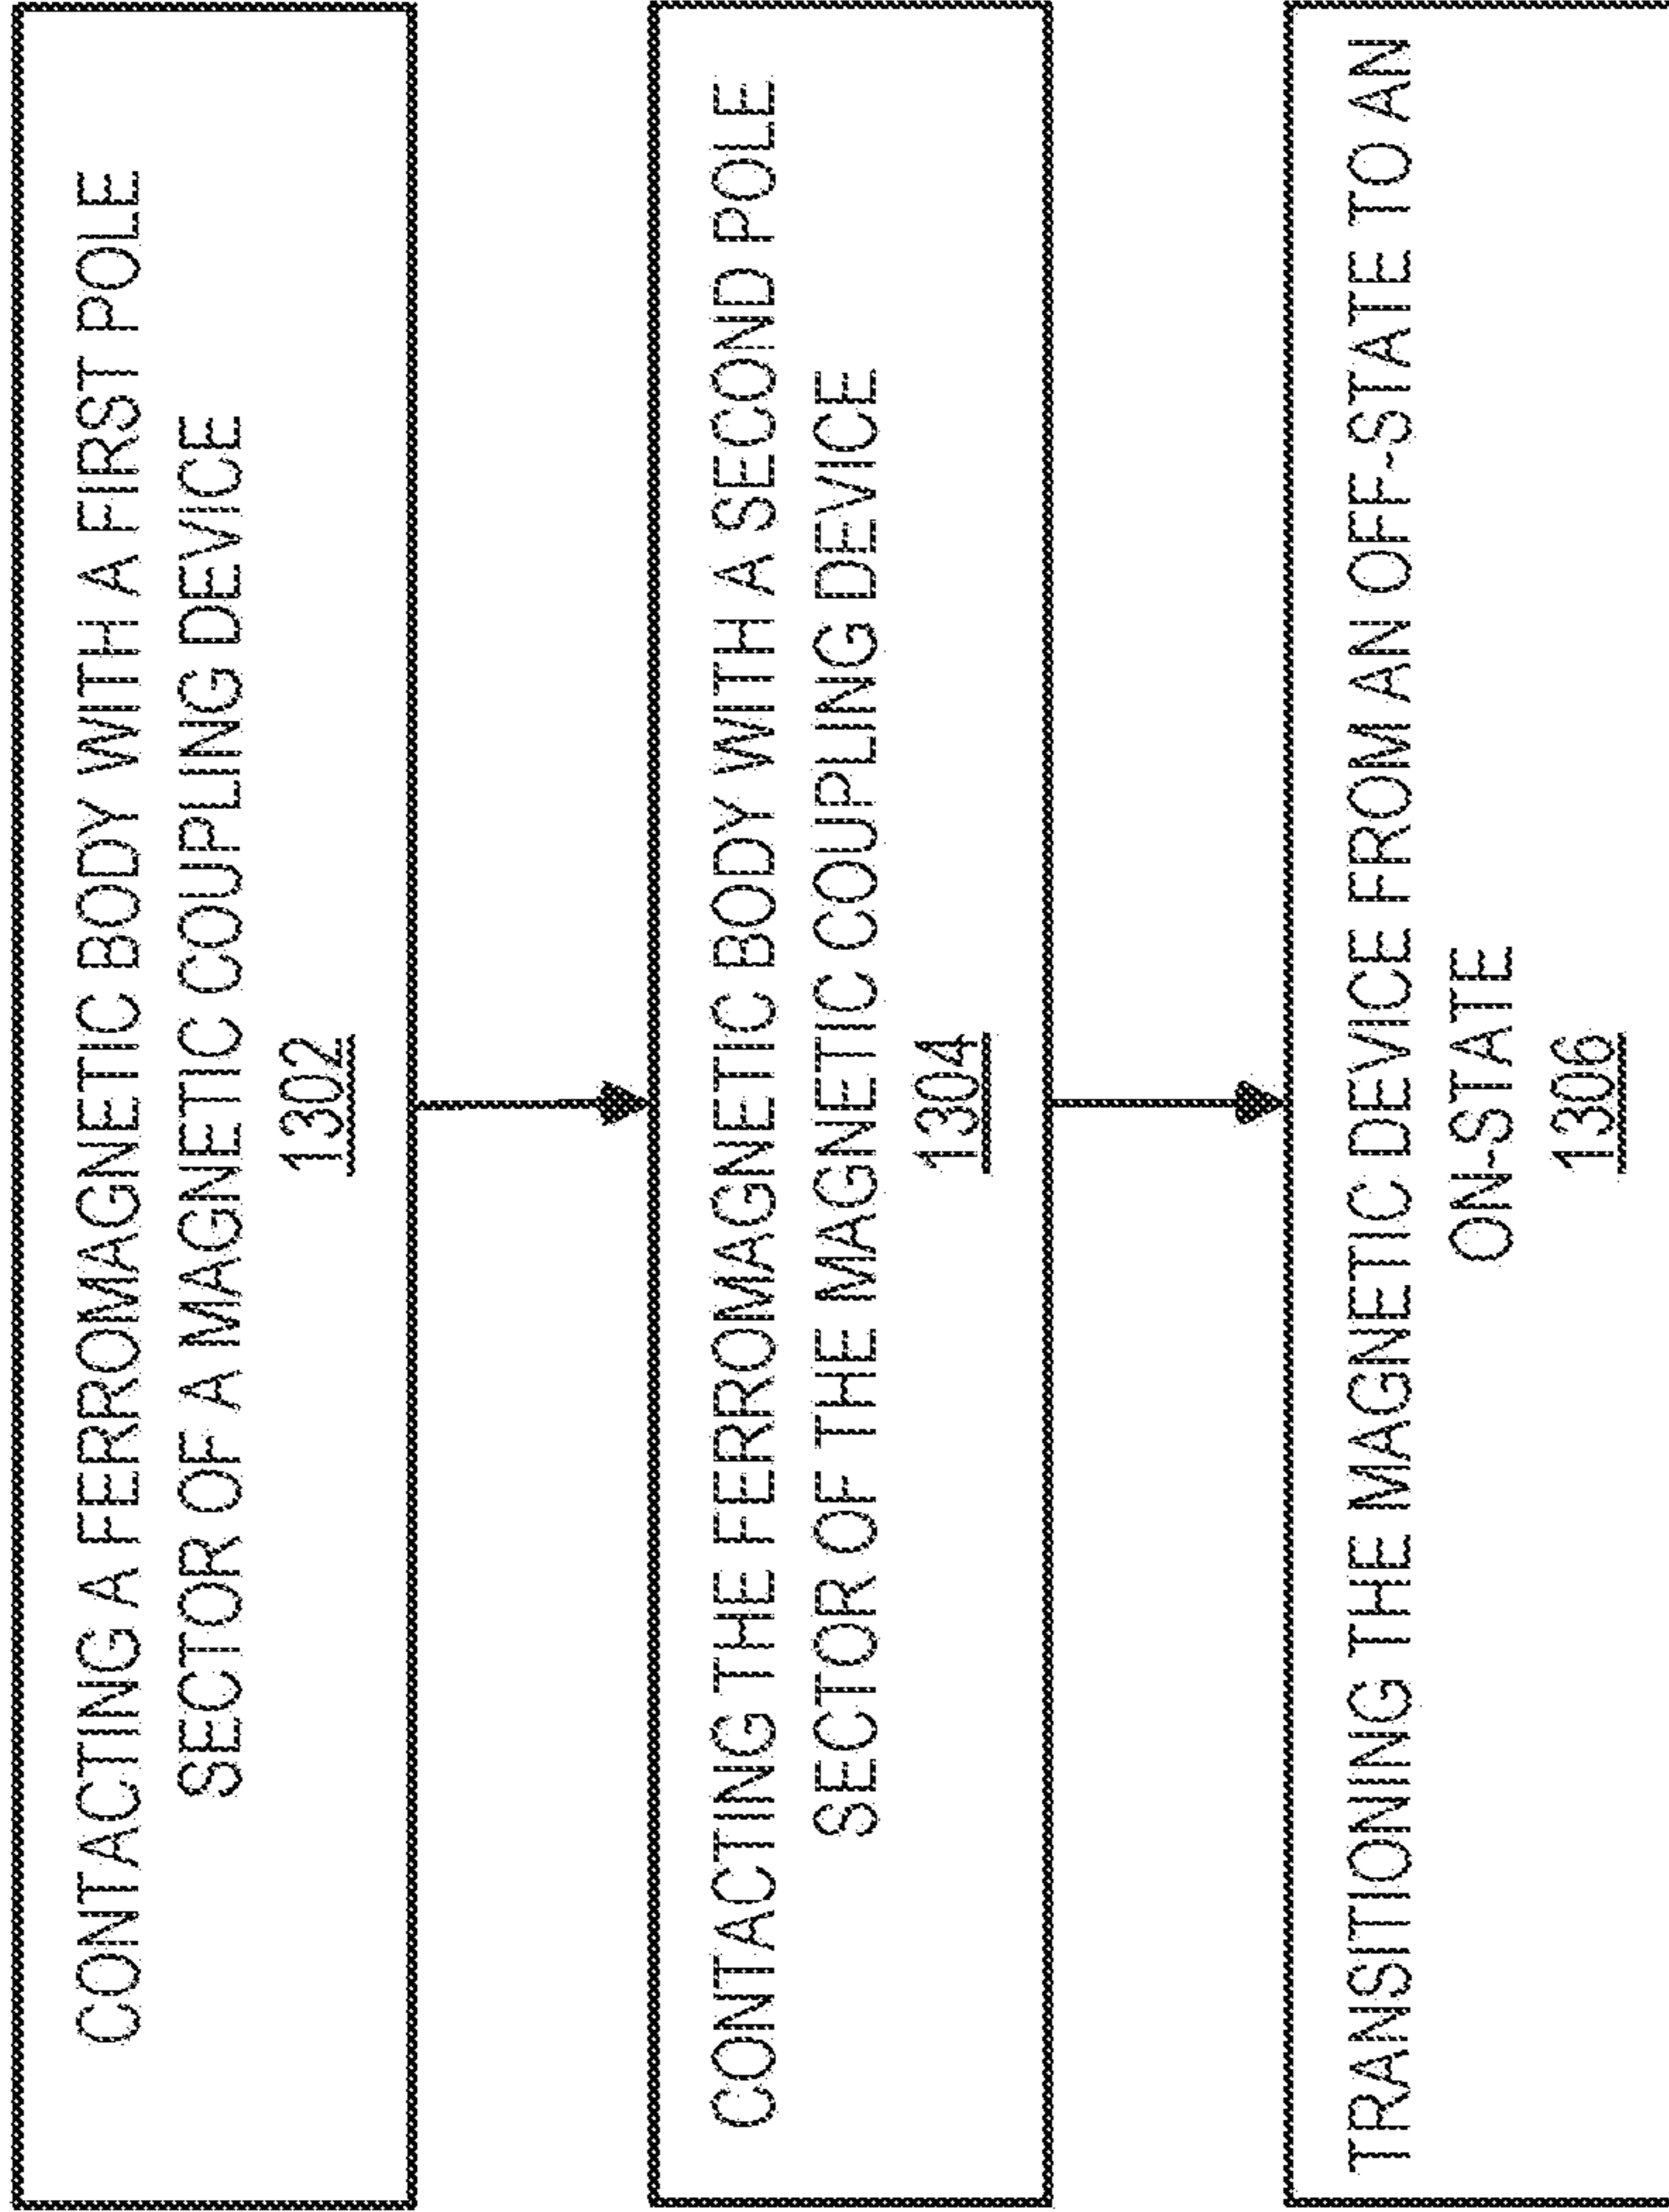 CONTACTING A FERROMAGNETIC BODY WITH A FIRST POLE
SECTOR OF A MAGNETIC COUPLING DEVICE
1302
CONTACTING THE FERROMAGNETIC BODY WITH A SECOND POLE
SECTOR OF THE MAGNETIC COUPLING DEVICE
1304
TRANSITIONING THE MAGNETIC DEVICE FROM AN OFF-STATE TO AN
ON-STATE
1306